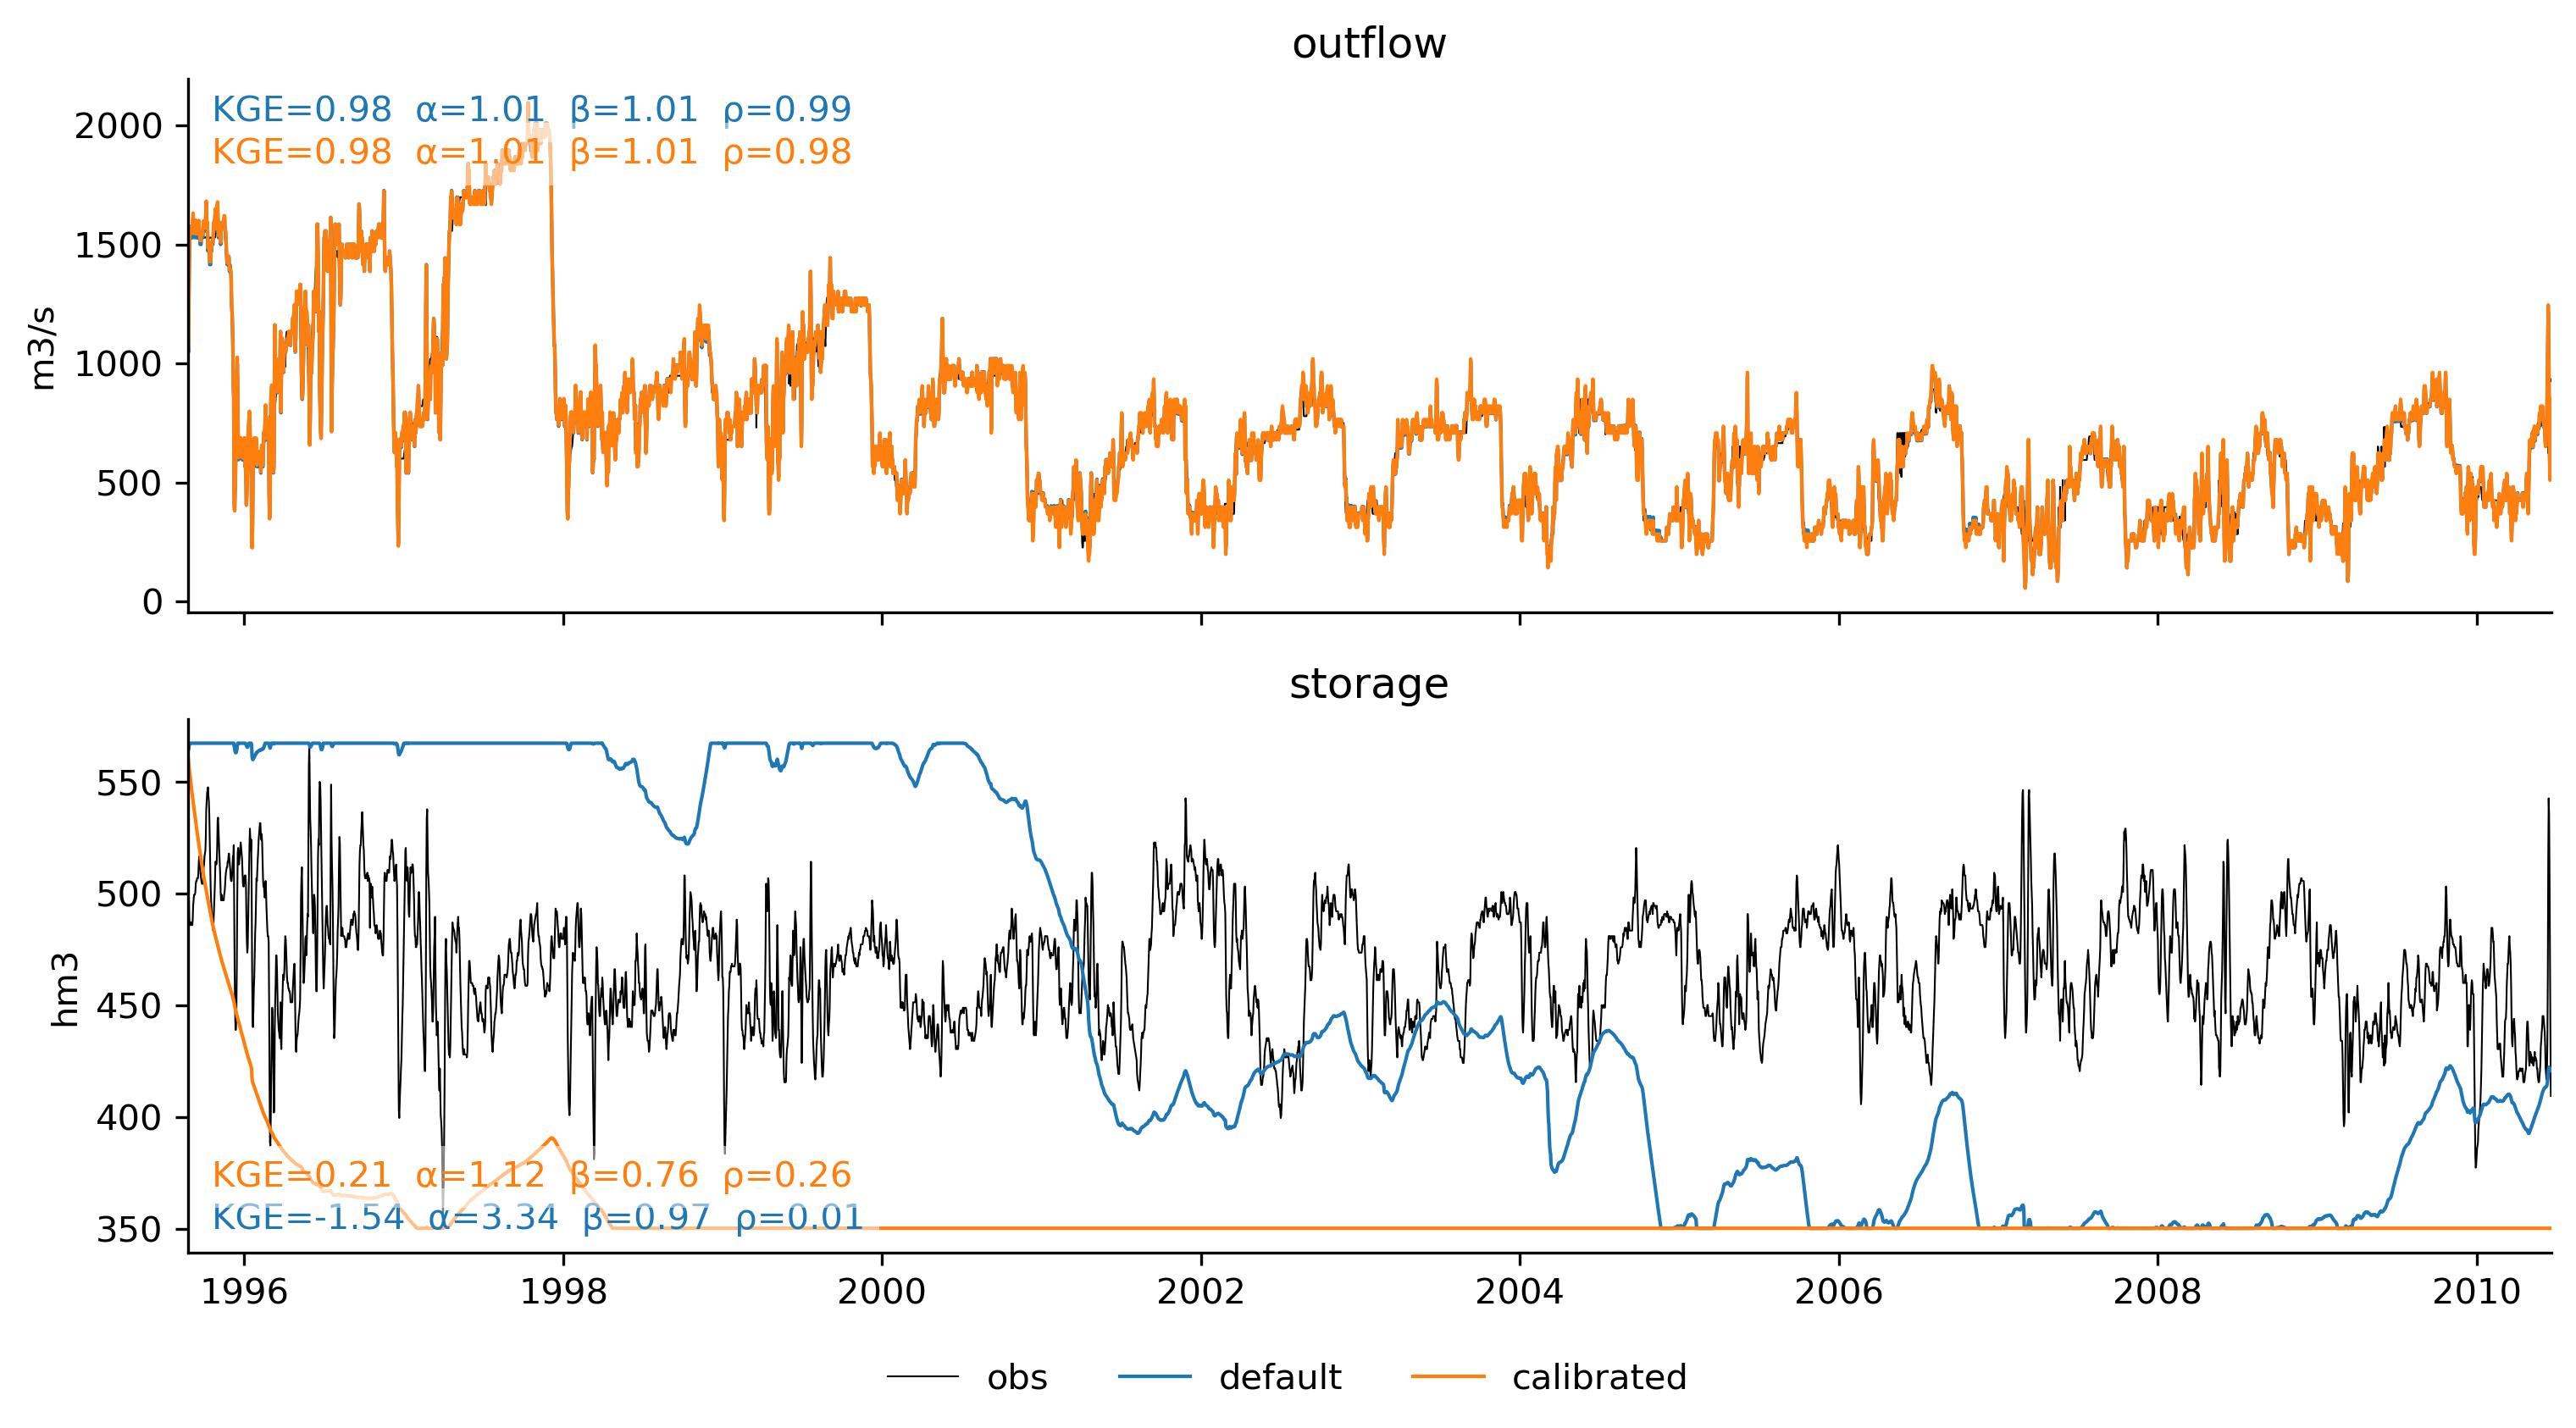 outflow
KGE=0.98 α=1.01 β=1.01 ρ=0.99
KGE=0.98 α=1.01 β=1.01 ρ=0.98
2000
1500
1000
500
0
m3/s
storage
550
500
450
400
350
hm3
KGE=0.21 α=1.12 β=0.76 ρ=0.26
KGE=-1.54 α=3.34 β=0.97 ρ=0.01
1996 1998 2000 2002 2004 2006 2008 2010
obs default calibrated